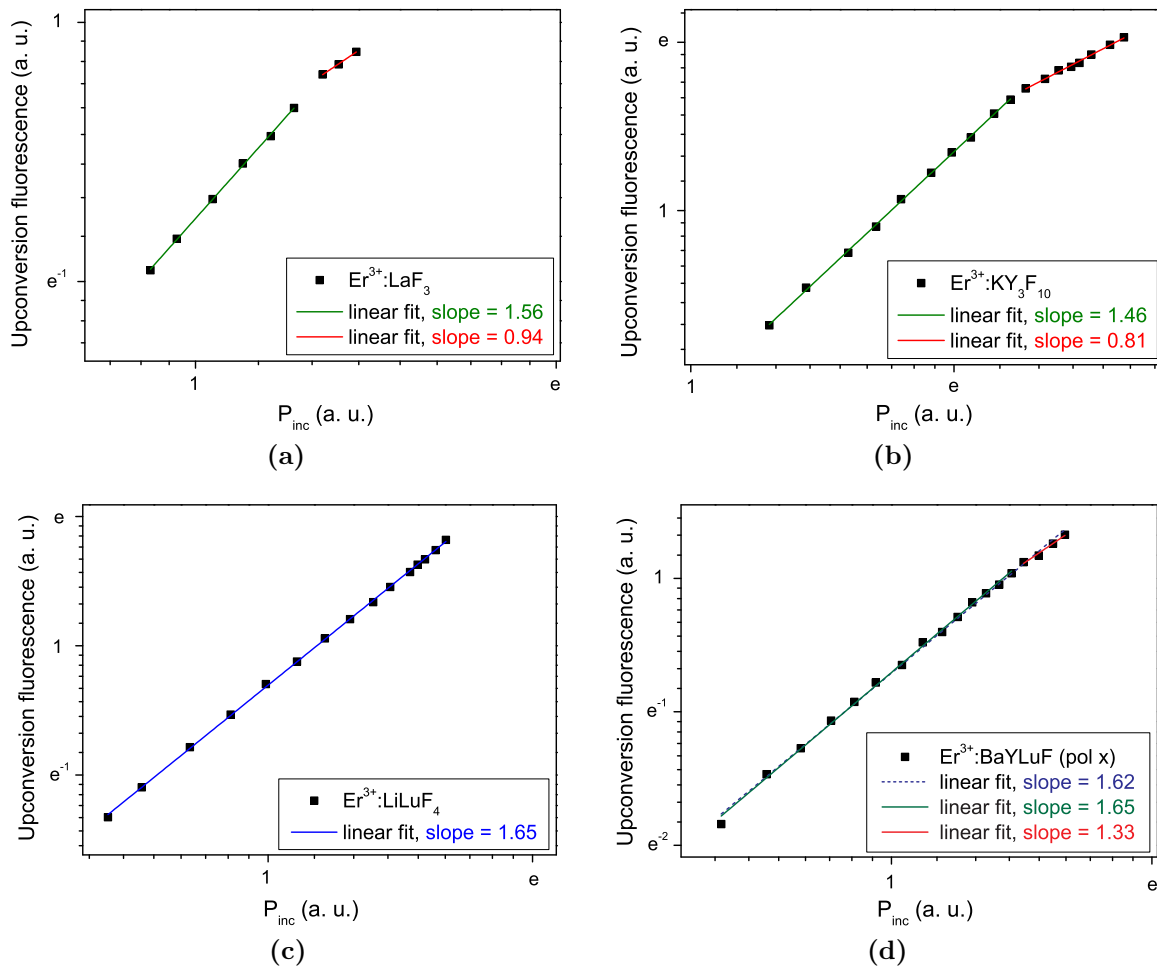 Upconversion fluorescence (a. u.)
1
e⁻¹
Er³⁺:LaF₃
linear fit, slope = 1.56
linear fit, slope = 0.94
1
e
P_inc (a. u.)
(a)
Upconversion fluorescence (a. u.)
e
1
Er³⁺:KY₃F₁₀
linear fit, slope = 1.46
linear fit, slope = 0.81
1
e
P_inc (a. u.)
(b)
Upconversion fluorescence (a. u.)
e
1
e⁻¹
Er³⁺:LiLuF₄
linear fit, slope = 1.65
1
e
P_inc (a. u.)
(c)
Upconversion fluorescence (a. u.)
1
e⁻¹
e⁻²
Er³⁺:BaYLuF (pol x)
linear fit, slope = 1.62
linear fit, slope = 1.65
linear fit, slope = 1.33
1
e
P_inc (a. u.)
(d)